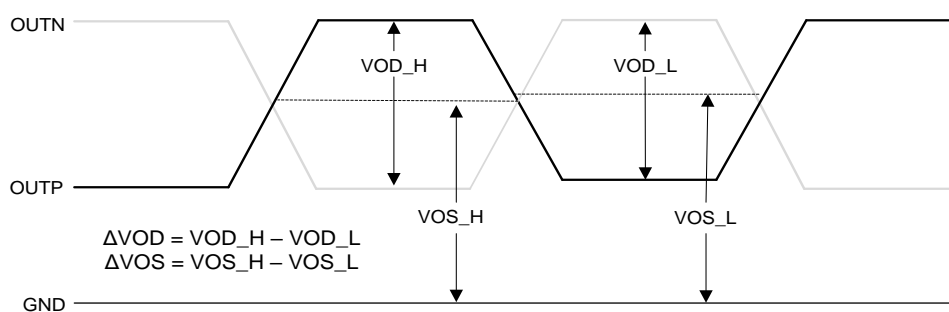 OUTN
VOD_H
VOD_L
OUTP
VOS_H
VOS_L
ΔVOD = VOD_H – VOD_L
ΔVOS = VOS_H – VOS_L
GND